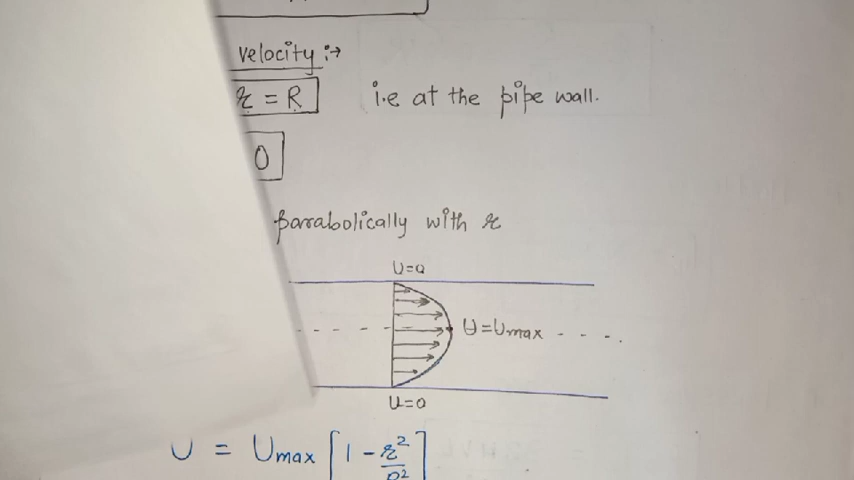 velocity :→
r = R i.e at the pipe wall.
0
parabolically with r
U=0
U=Umax
U=0
U = Umax [1 - r²/R²]